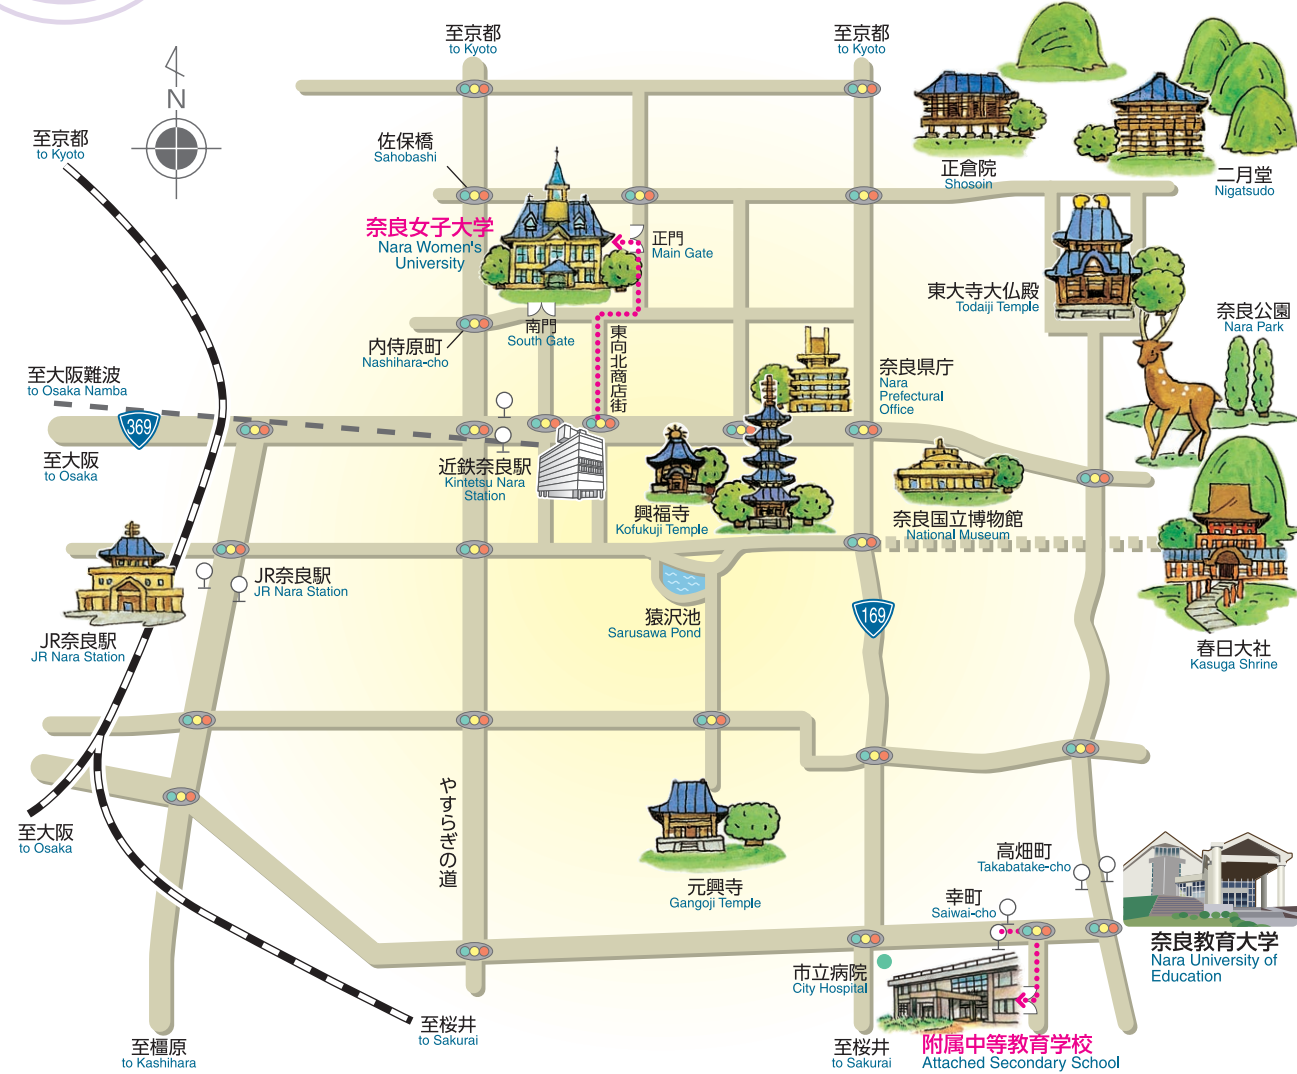 至京都
to Kyoto
至京都
to Kyoto
N
至京都
to Kyoto
佐保橋
Sahobashi
正倉院
Shosoin
二月堂
Nigatsudo
奈良女子大学
Nara Women's
University
正門
Main Gate
東大寺大仏殿
Todaiji Temple
奈良公園
Nara Park
南門
South Gate
内侍原町
Nashihara-cho
東向北商店街
奈良県庁
Nara
Prefectural
Office
至大阪難波
to Osaka Namba
369
至大阪
to Osaka
近鉄奈良駅
Kintetsu Nara
Station
興福寺
Kofukuji Temple
奈良国立博物館
National Museum
JR奈良駅
JR Nara Station
JR奈良駅
JR Nara Station
猿沢池
Sarusawa Pond
169
春日大社
Kasuga Shrine
やすらぎの道
至大阪
to Osaka
元興寺
Gangoji Temple
高畑町
Takabatake-cho
幸町
Saiwai-cho
奈良教育大学
Nara University of
Education
市立病院
City Hospital
至橿原
to Kashihara
至桜井
to Sakurai
至桜井
to Sakurai
附属中等教育学校
Attached Secondary School